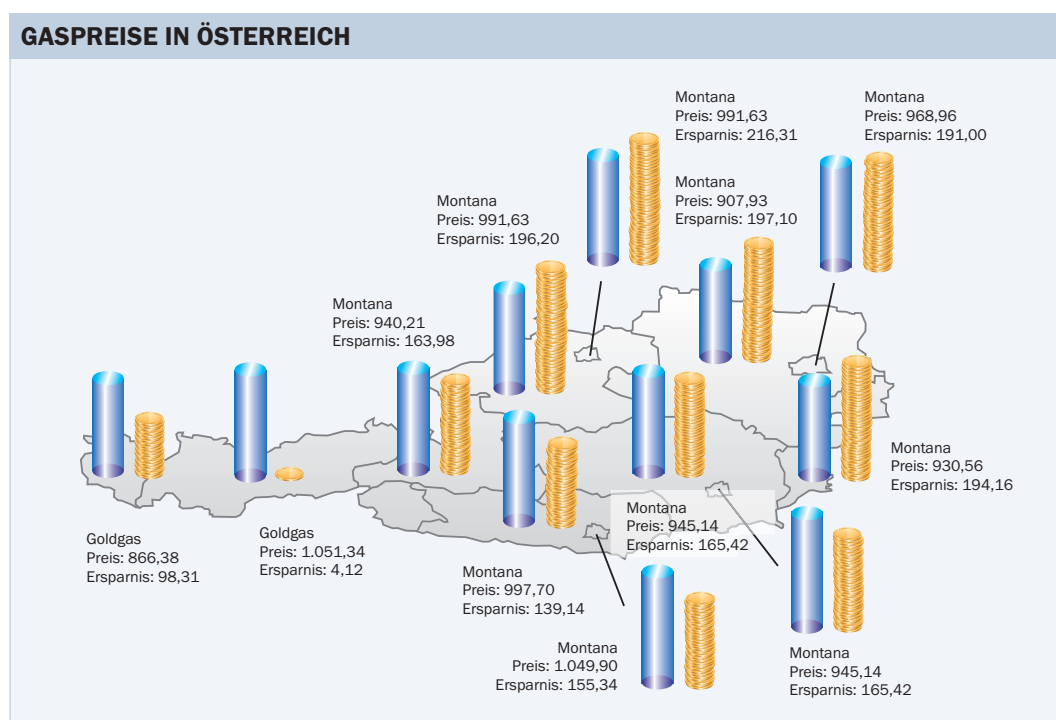 GASPREISE IN ÖSTERREICH
Montana
Preis: 991,63
Ersparnis: 216,31
Montana
Preis: 968,96
Ersparnis: 191,00
Montana
Preis: 907,93
Ersparnis: 197,10
Montana
Preis: 991,63
Ersparnis: 196,20
Montana
Preis: 940,21
Ersparnis: 163,98
Montana
Preis: 930,56
Ersparnis: 194,16
Goldgas
Preis: 866,38
Ersparnis: 98,31
Goldgas
Preis: 1.051,34
Ersparnis: 4,12
Montana
Preis: 945,14
Ersparnis: 165,42
Montana
Preis: 997,70
Ersparnis: 139,14
Montana
Preis: 1.049,90
Ersparnis: 155,34
Montana
Preis: 945,14
Ersparnis: 165,42